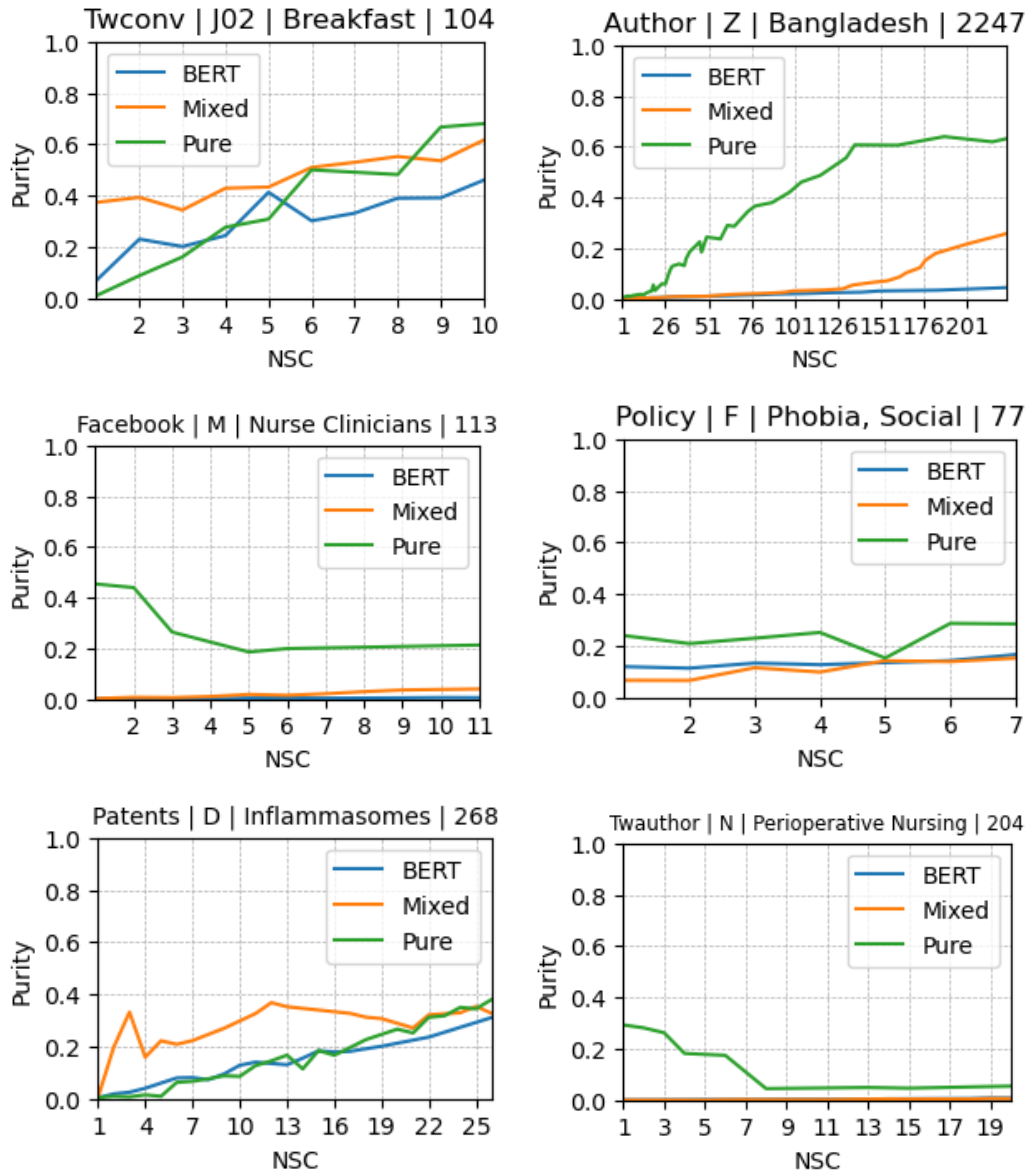 Twconv | J02 | Breakfast | 104
1.0
0.8
0.6
0.4
0.2
0.0
Purity
BERT
Mixed
Pure
2 3 4 5 6 7 8 9 10
NSC
Author | Z | Bangladesh | 2247
1.0
0.8
0.6
0.4
0.2
0.0
Purity
BERT
Mixed
Pure
1 26 51 76 101 126 151 176 201
NSC
Facebook | M | Nurse Clinicians | 113
1.0
0.8
0.6
0.4
0.2
0.0
Purity
BERT
Mixed
Pure
2 3 4 5 6 7 8 9 10 11
NSC
Policy | F | Phobia, Social | 77
1.0
0.8
0.6
0.4
0.2
0.0
Purity
BERT
Mixed
Pure
2 3 4 5 6 7
NSC
Patents | D | Inflammasomes | 268
1.0
0.8
0.6
0.4
0.2
0.0
Purity
BERT
Mixed
Pure
1 4 7 10 13 16 19 22 25
NSC
Twauthor | N | Perioperative Nursing | 204
1.0
0.8
0.6
0.4
0.2
0.0
Purity
BERT
Mixed
Pure
1 3 5 7 9 11 13 15 17 19
NSC